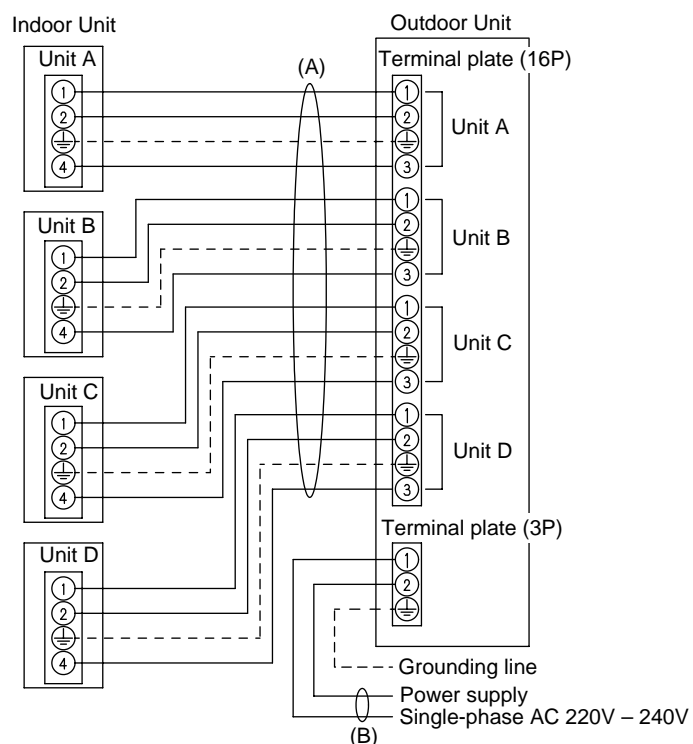 Indoor Unit
Unit A
1
2
4
Unit B
1
2
4
Unit C
1
2
4
Unit D
1
2
4
(A)
Outdoor Unit
Terminal plate (16P)
1
2
3
Unit A
1
2
3
Unit B
1
2
3
Unit C
1
2
3
Unit D
Terminal plate (3P)
1
2
Grounding line
Power supply
Single-phase AC 220V – 240V
(B)